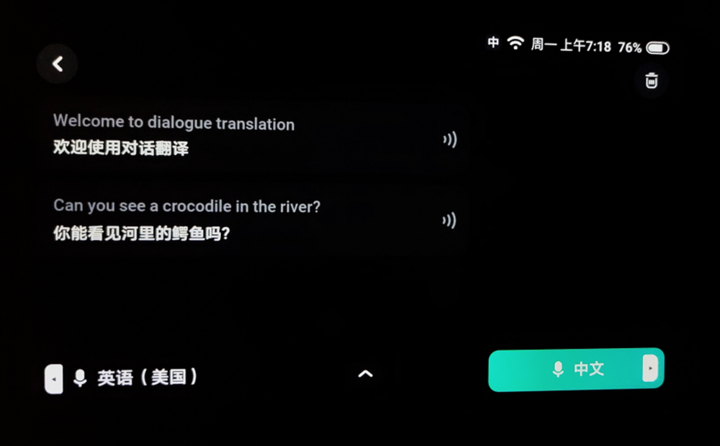 中 周一 上午7:18 76%
Welcome to dialogue translation
欢迎使用对话翻译
Can you see a crocodile in the river?
你能看见河里的鳄鱼吗?
英语（美国）
中文